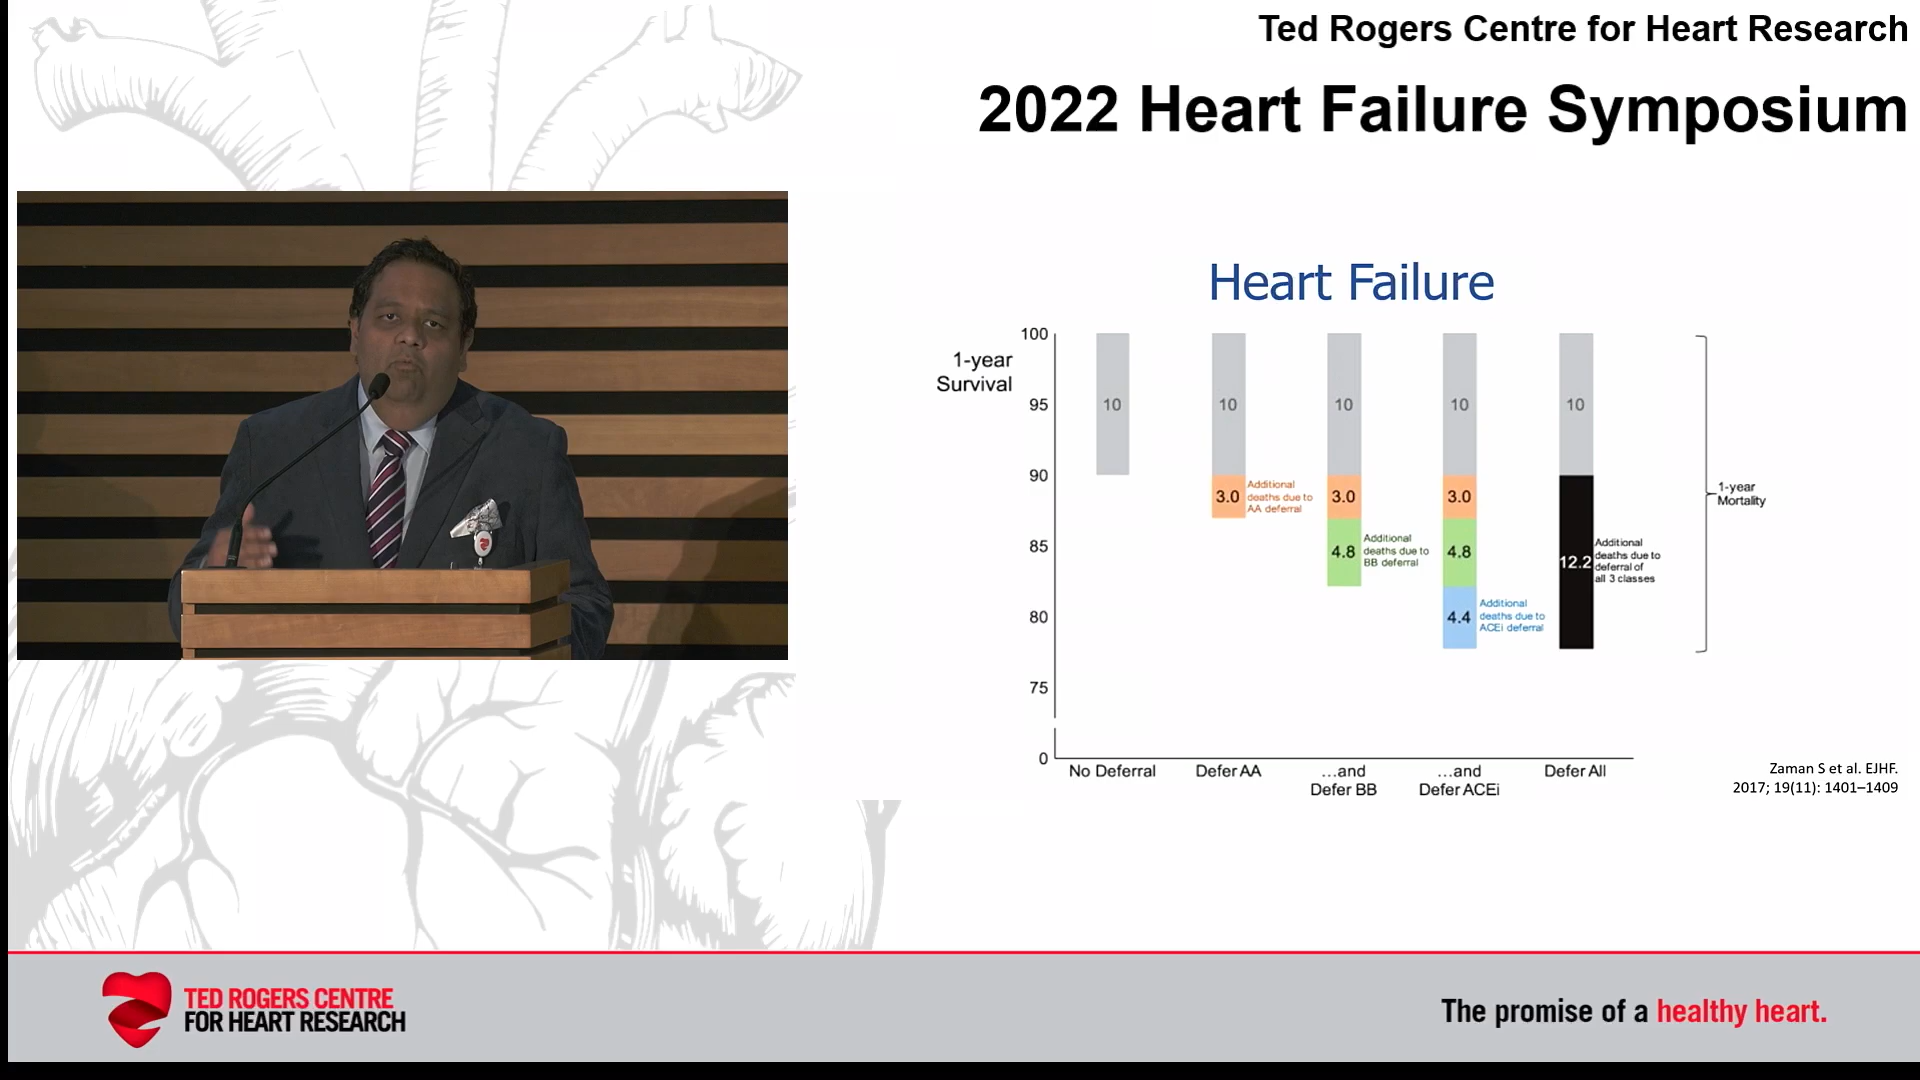 Ted Rogers Centre for Heart Research
2022 Heart Failure Symposium
Heart Failure
1-year
Survival
100
95
90
85
80
75
0
10
10
10
10
10
3.0
Additional
deaths due to
AA deferral
3.0
3.0
4.8
Additional
deaths due to
BB deferral
4.8
4.4
Additional
deaths due to
ACEi deferral
12.2
Additional
deaths due to
deferral of
all 3 classes
1-year
Mortality
No Deferral
Defer AA
…and
Defer BB
…and
Defer ACEi
Defer All
Zaman S et al. EJHF.
2017; 19(11): 1401–1409
TED ROGERS CENTRE
FOR HEART RESEARCH
The promise of a healthy heart.